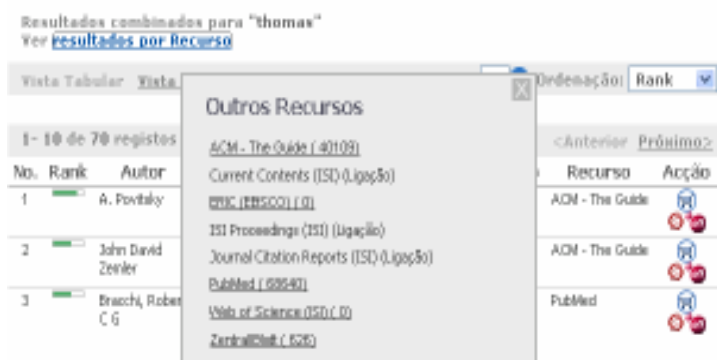 Resultados combinados para "thomas"
Ver resultados por Recurso
Vista Tabular Vista
Ordenação: Rank
Outros Recursos
1-10 de 70 registos
<Anterior Próximo>
No. Rank Autor Recurso Acção
ACM - The Guide ( 40109)
Current Contents (ISI) (Ligação)
ERIC (EBSCO) ( 0)
ISI Proceedings (ISI) (Ligação)
Journal Citation Reports (ISI) (Ligação)
PubMed ( 68640)
Web of Science (ISI) ( 0)
ZentralBlatt ( 626)
1 A. Povitsky ACM - The Guide
2 John David
Zemler
ACM - The Guide
3 Bracchi, Rober
C G
PubMed